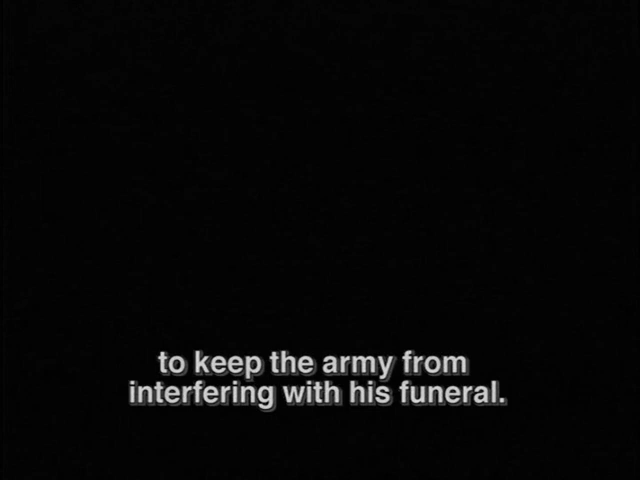 to keep the army from
interfering with his funeral.